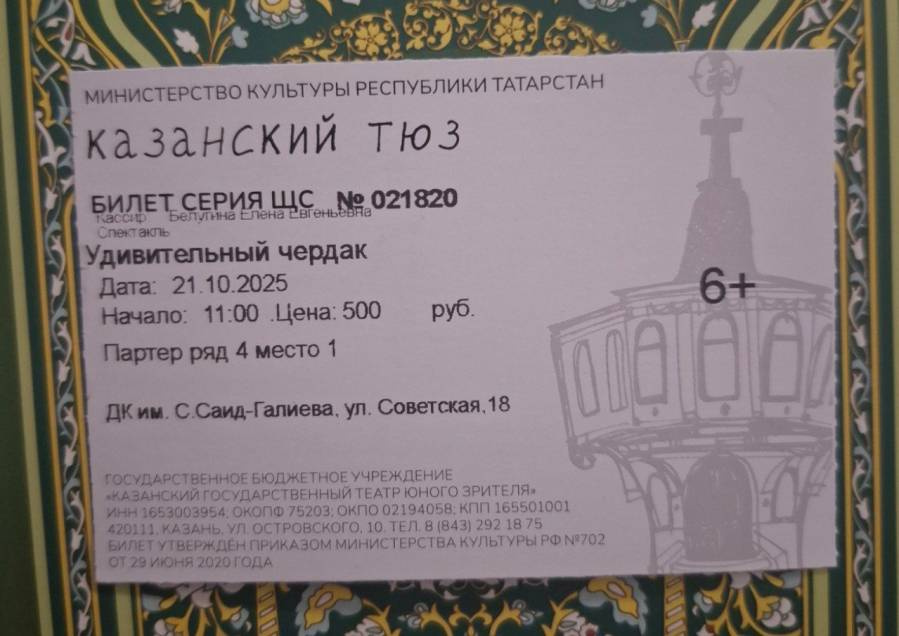 МИНИСТЕРСТВО КУЛЬТУРЫ РЕСПУБЛИКИ ТАТАРСТАН
казанский тюз
БИЛЕТ СЕРИЯ ЩС № 021820
Кассир Белугина Елена Евгеньевна
Спектакль
Удивительный чердак
6+
Дата: 21.10.2025
Начало: 11:00 .Цена: 500 руб.
Партер ряд 4 место 1
ДК им. С.Саид-Галиева, ул. Советская,18
ГОСУДАРСТВЕННОЕ БЮДЖЕТНОЕ УЧРЕЖДЕНИЕ
«КАЗАНСКИЙ ГОСУДАРСТВЕННЫЙ ТЕАТР ЮНОГО ЗРИТЕЛЯ»
ИНН 1653003954; ОКОПФ 75203; ОКПО 02194058; КПП 165501001
420111, КАЗАНЬ, УЛ. ОСТРОВСКОГО, 10. ТЕЛ. 8 (843) 292 18 75
БИЛЕТ УТВЕРЖДЁН ПРИКАЗОМ МИНИСТЕРСТВА КУЛЬТУРЫ РФ №702
ОТ 29 ИЮНЯ 2020 ГОДА